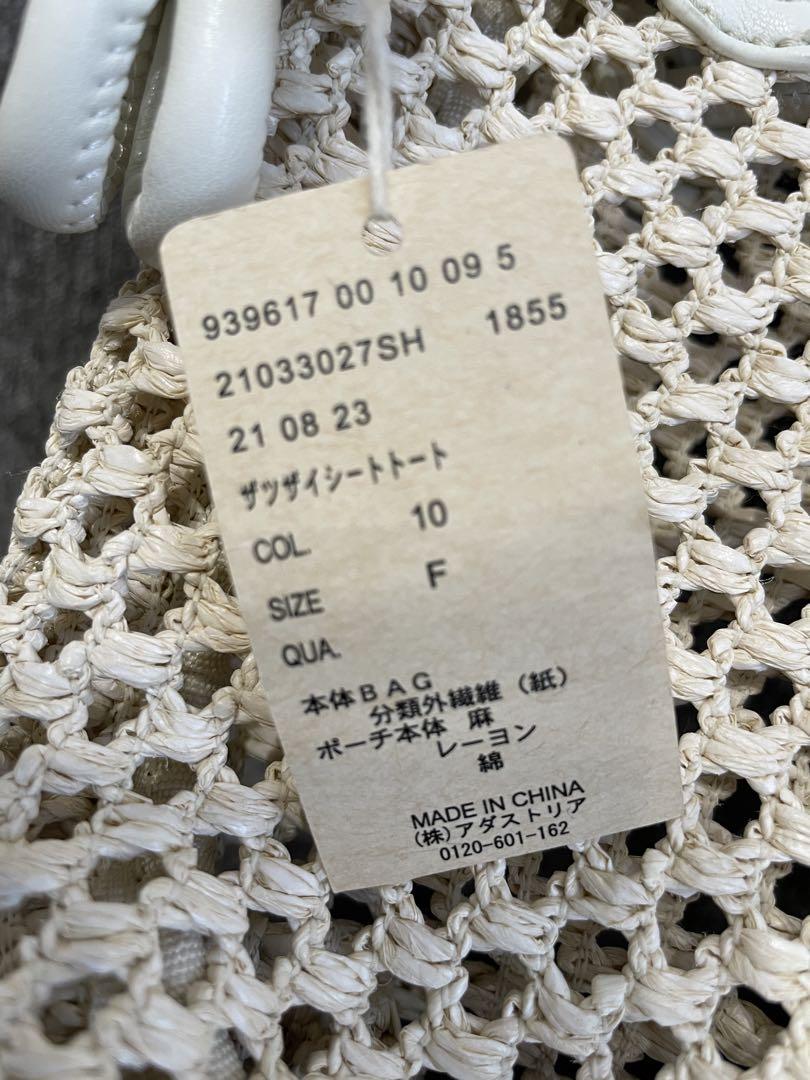 939617 00 10 09 5
21033027SH 1855
21 08 23
ザツザイシートトート
COL. 10
SIZE F
QUA.
本体BAG
分類外繊維（紙）
ポーチ本体 麻
レーヨン
綿
MADE IN CHINA
(株)アダストリア
0120-601-162